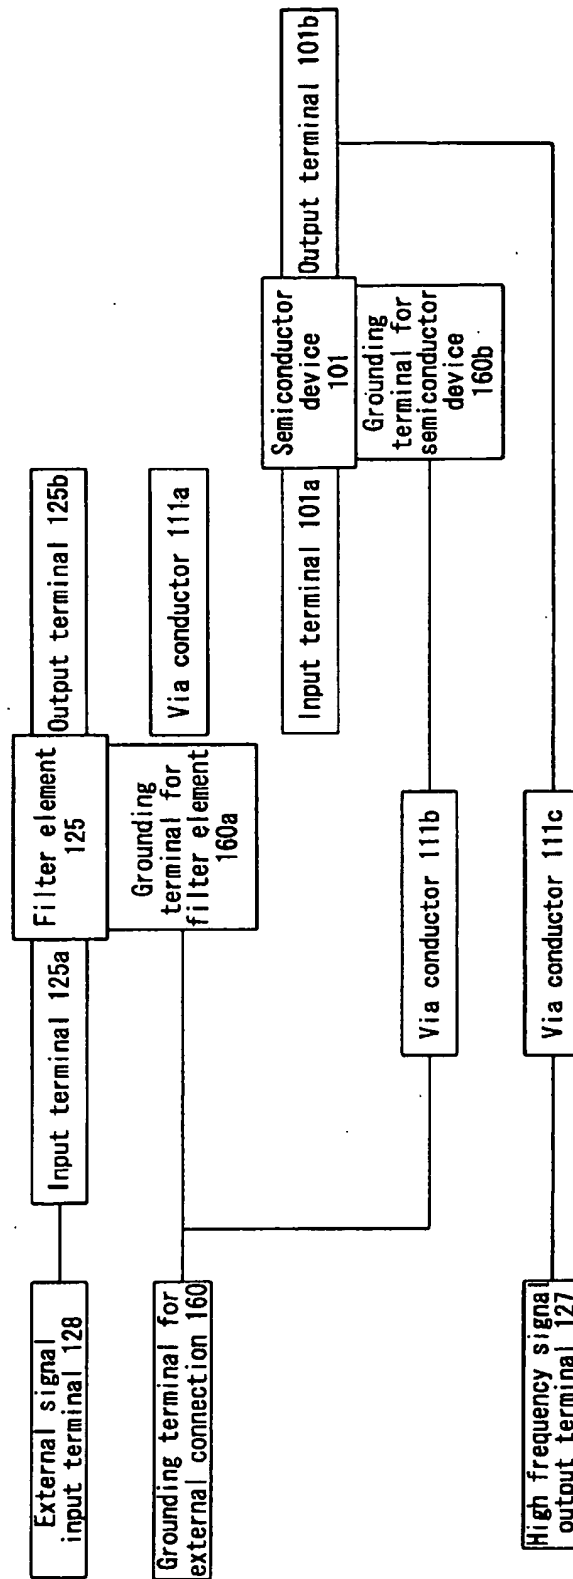 External signal
input terminal 128
Input terminal 125a
Filter element
125
Output terminal 125b
Grounding terminal for
external connection 160
Grounding
terminal for
filter element
160a
Via conductor 111a
Input terminal 101a
Semiconductor
device
101
Output terminal 101b
Grounding
terminal for
semiconductor
device
160b
Via conductor 111b
High frequency signal
output terminal 127
Via conductor 111c